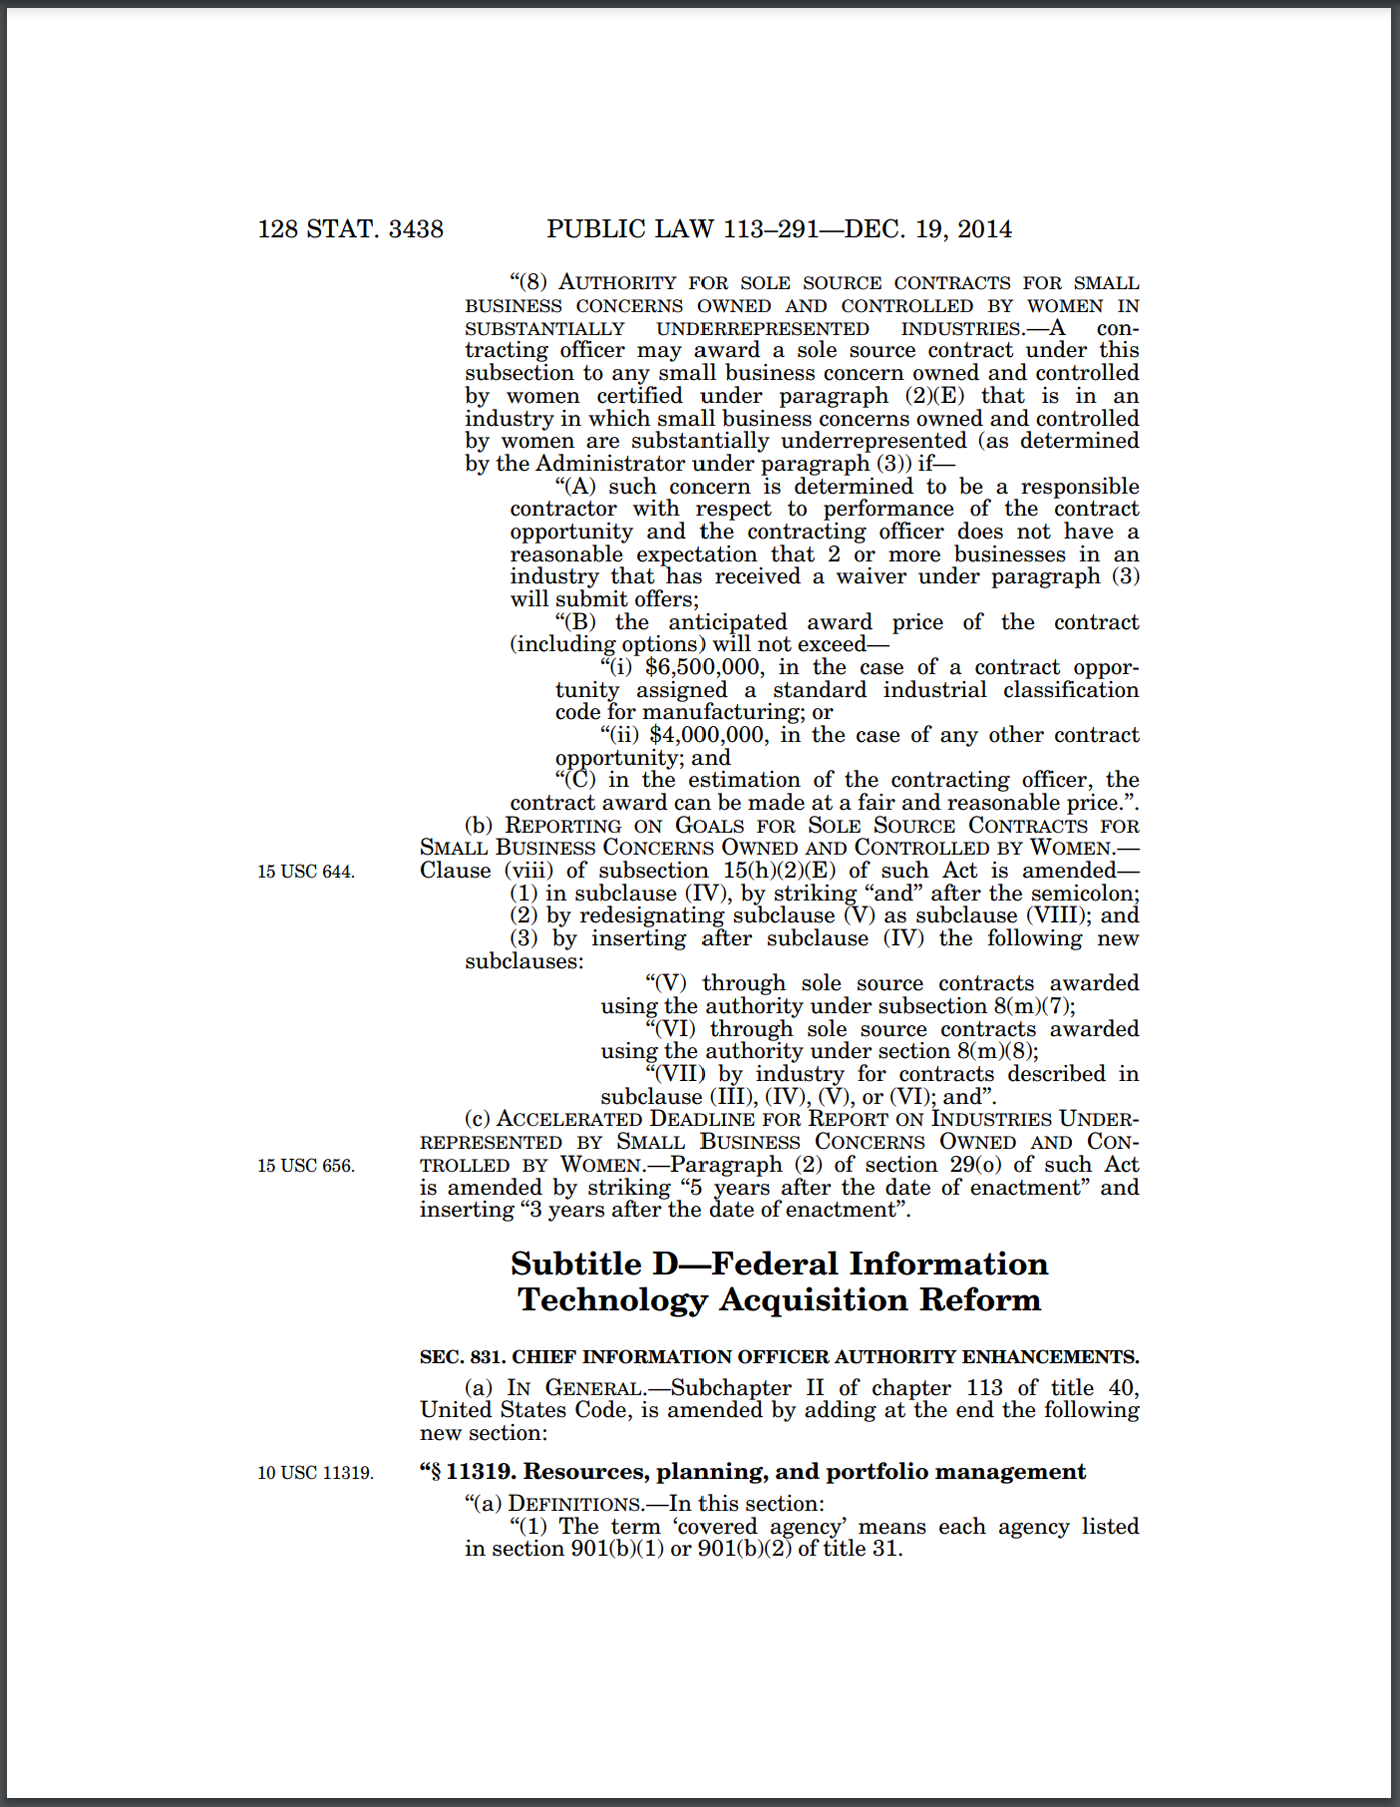 128 STAT. 3438 PUBLIC LAW 113–291—DEC. 19, 2014
“(8) AUTHORITY FOR SOLE SOURCE CONTRACTS FOR SMALL
BUSINESS CONCERNS OWNED AND CONTROLLED BY WOMEN IN
SUBSTANTIALLY UNDERREPRESENTED INDUSTRIES.—A con-
tracting officer may award a sole source contract under this
subsection to any small business concern owned and controlled
by women certified under paragraph (2)(E) that is in an
industry in which small business concerns owned and controlled
by women are substantially underrepresented (as determined
by the Administrator under paragraph (3)) if—
“(A) such concern is determined to be a responsible
contractor with respect to performance of the contract
opportunity and the contracting officer does not have a
reasonable expectation that 2 or more businesses in an
industry that has received a waiver under paragraph (3)
will submit offers;
“(B) the anticipated award price of the contract
(including options) will not exceed—
“(i) $6,500,000, in the case of a contract oppor-
tunity assigned a standard industrial classification
code for manufacturing; or
“(ii) $4,000,000, in the case of any other contract
opportunity; and
“(C) in the estimation of the contracting officer, the
contract award can be made at a fair and reasonable price.”.
(b) REPORTING ON GOALS FOR SOLE SOURCE CONTRACTS FOR
SMALL BUSINESS CONCERNS OWNED AND CONTROLLED BY WOMEN.—
15 USC 644. Clause (viii) of subsection 15(h)(2)(E) of such Act is amended—
(1) in subclause (IV), by striking “and” after the semicolon;
(2) by redesignating subclause (V) as subclause (VIII); and
(3) by inserting after subclause (IV) the following new
subclauses:
“(V) through sole source contracts awarded
using the authority under subsection 8(m)(7);
“(VI) through sole source contracts awarded
using the authority under section 8(m)(8);
“(VII) by industry for contracts described in
subclause (III), (IV), (V), or (VI); and”.
(c) ACCELERATED DEADLINE FOR REPORT ON INDUSTRIES UNDER-
REPRESENTED BY SMALL BUSINESS CONCERNS OWNED AND CON-
15 USC 656. TROLLED BY WOMEN.—Paragraph (2) of section 29(o) of such Act
is amended by striking “5 years after the date of enactment” and
inserting “3 years after the date of enactment”.
Subtitle D—Federal Information
Technology Acquisition Reform
SEC. 831. CHIEF INFORMATION OFFICER AUTHORITY ENHANCEMENTS.
(a) IN GENERAL.—Subchapter II of chapter 113 of title 40,
United States Code, is amended by adding at the end the following
new section:
10 USC 11319. “§ 11319. Resources, planning, and portfolio management
“(a) DEFINITIONS.—In this section:
“(1) The term ‘covered agency’ means each agency listed
in section 901(b)(1) or 901(b)(2) of title 31.